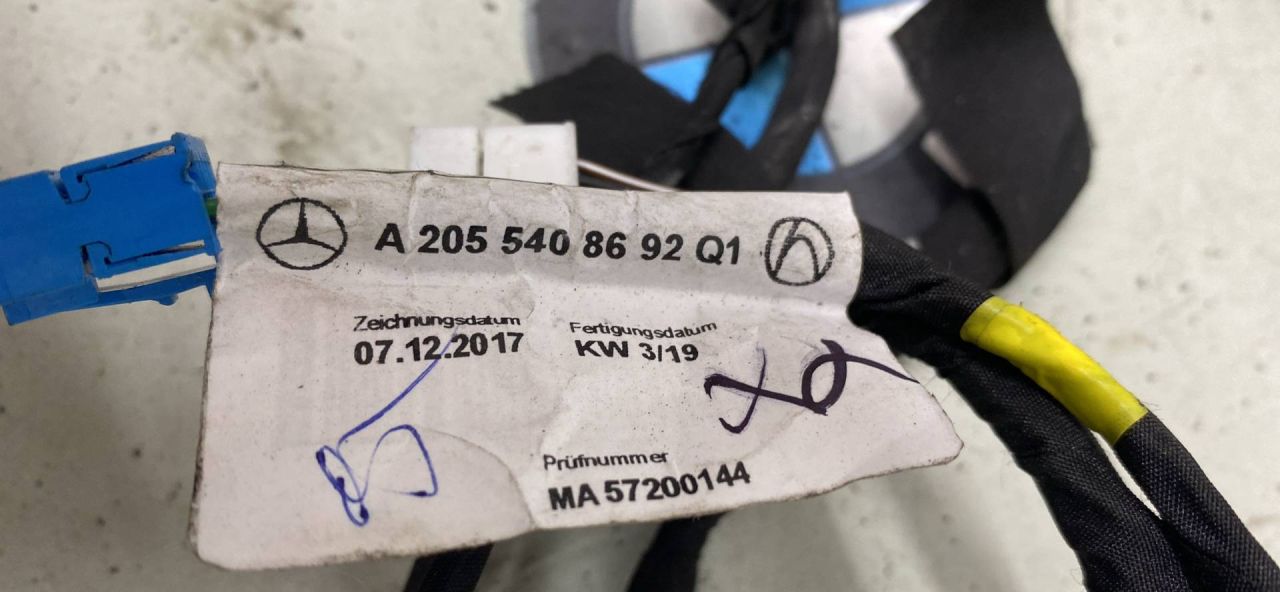 A 205 540 86 92 Q1
Zeichnungsdatum
07.12.2017
Fertigungsdatum
KW 3/19
Prüfnummer
MA 57200144